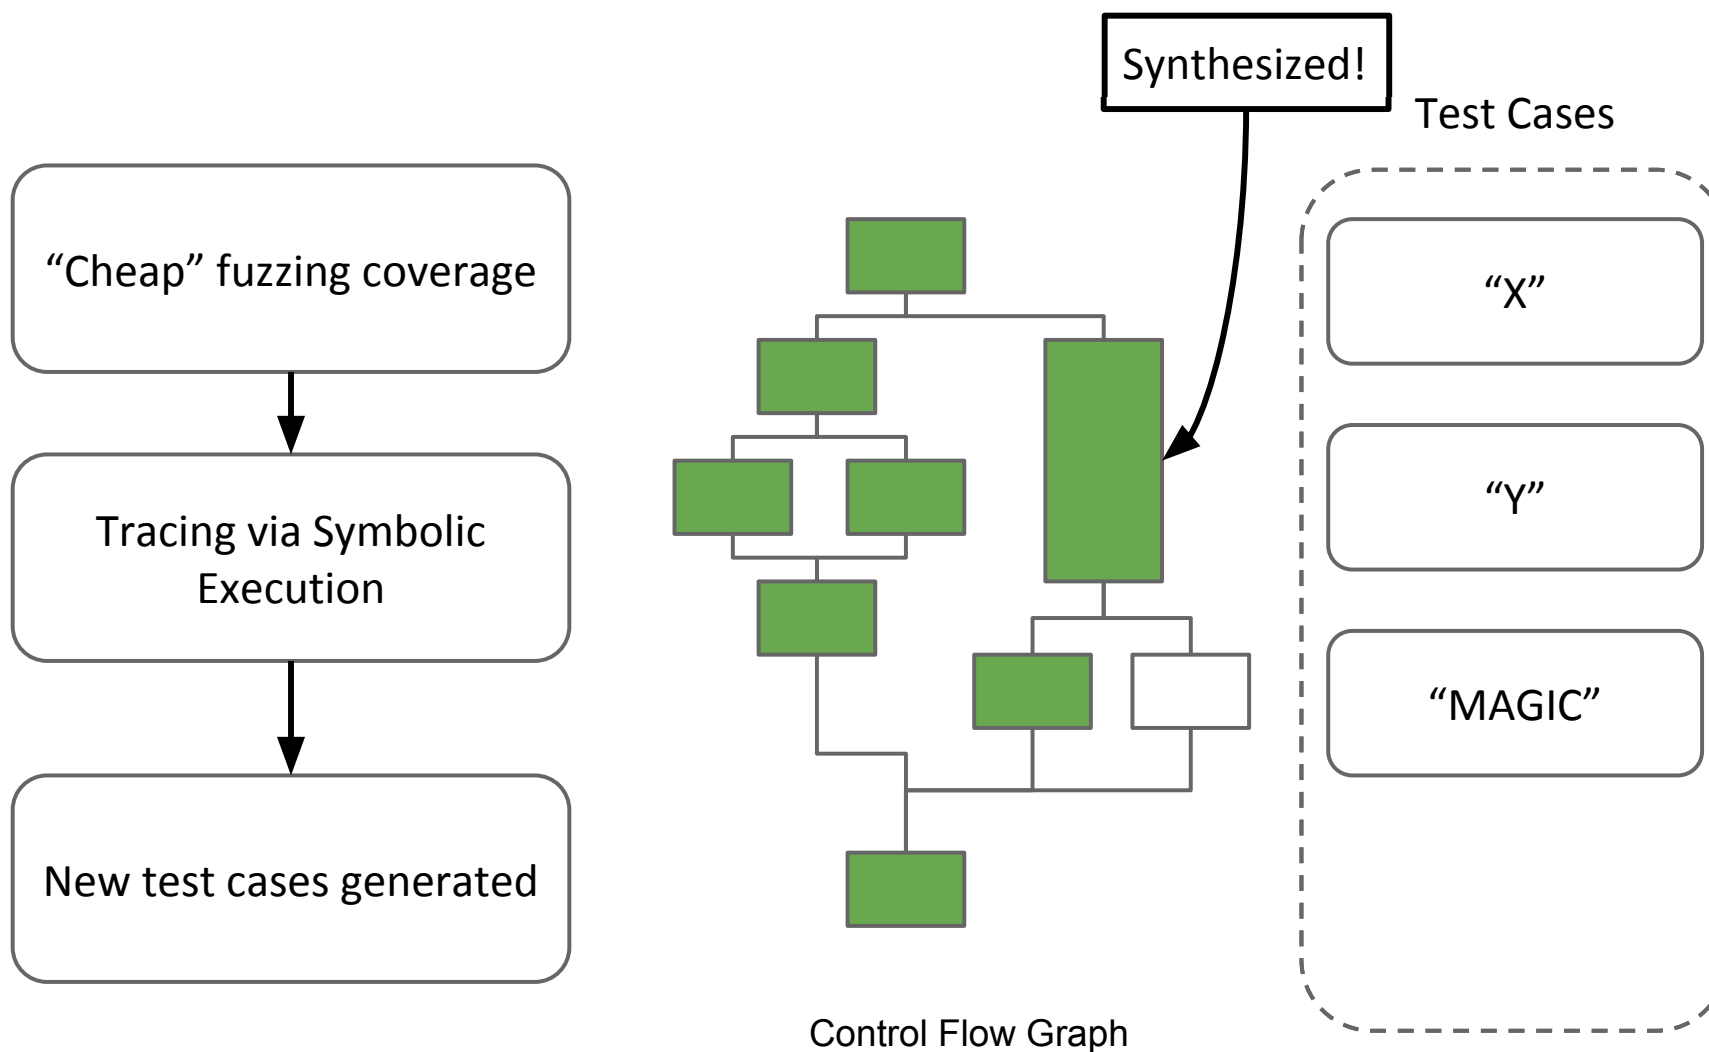 Synthesized!
Test Cases
“Cheap” fuzzing coverage
“X”
Tracing via Symbolic
Execution
“Y”
“MAGIC”
New test cases generated
Control Flow Graph